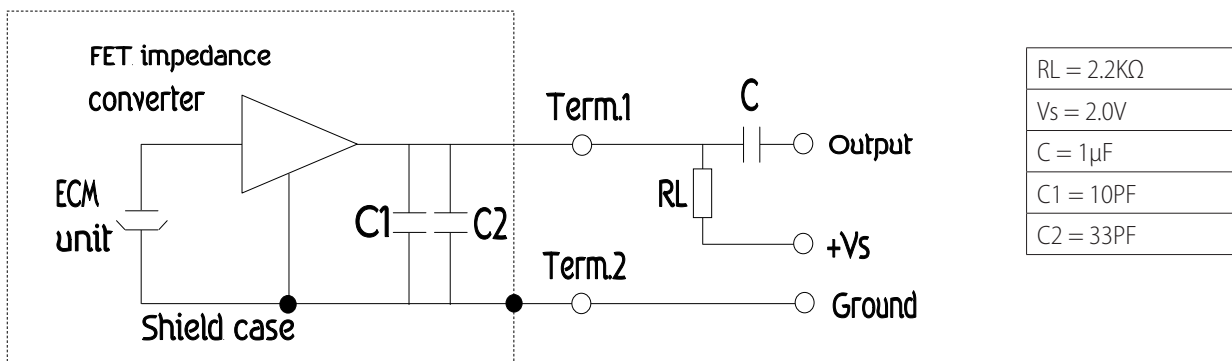 FET impedance
converter
ECM
unit
C1
C2
Shield case
Term.1
Term.2
C
RL
Output
+Vs
Ground
RL = 2.2KΩ
Vs = 2.0V
C = 1µF
C1 = 10PF
C2 = 33PF